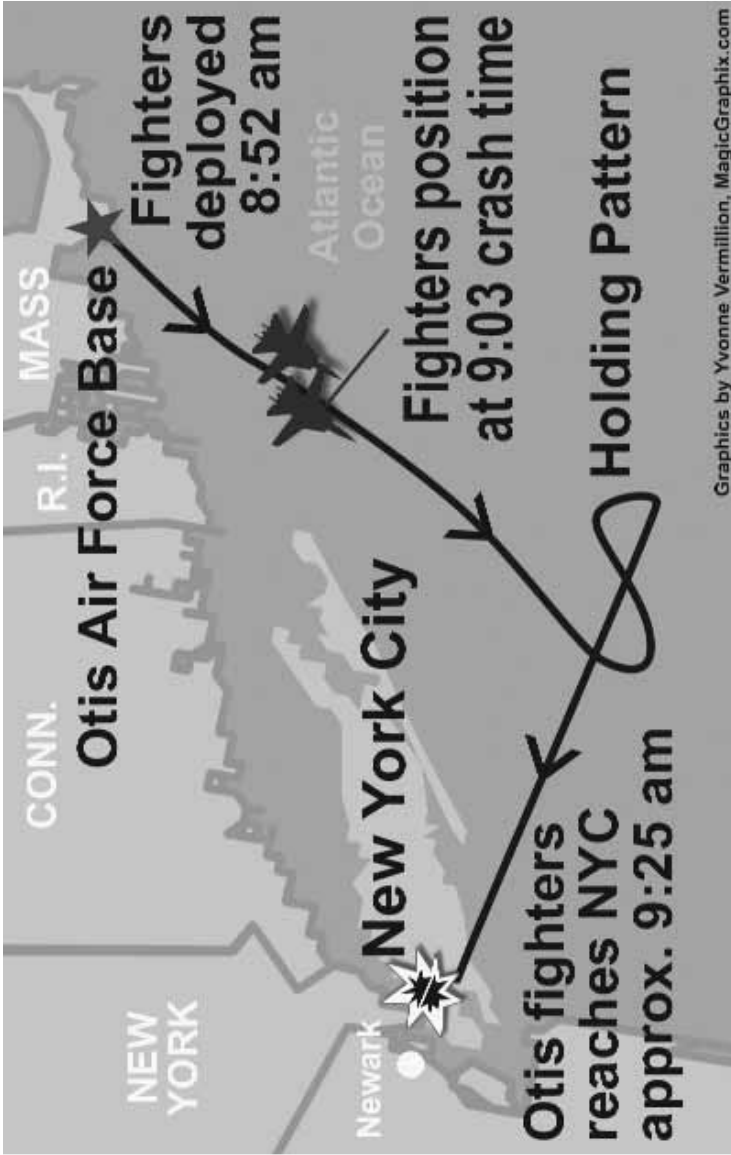 NEW
YORK
CONN.
R.I.
MASS
Otis Air Force Base
Fighters
deployed
8:52 am
Atlantic
Ocean
Newark
New York City
Fighters position
at 9:03 crash time
Otis fighters
reaches NYC
approx. 9:25 am
Holding Pattern
Graphics by Yvonne Vermillion, MagicGraphix.com